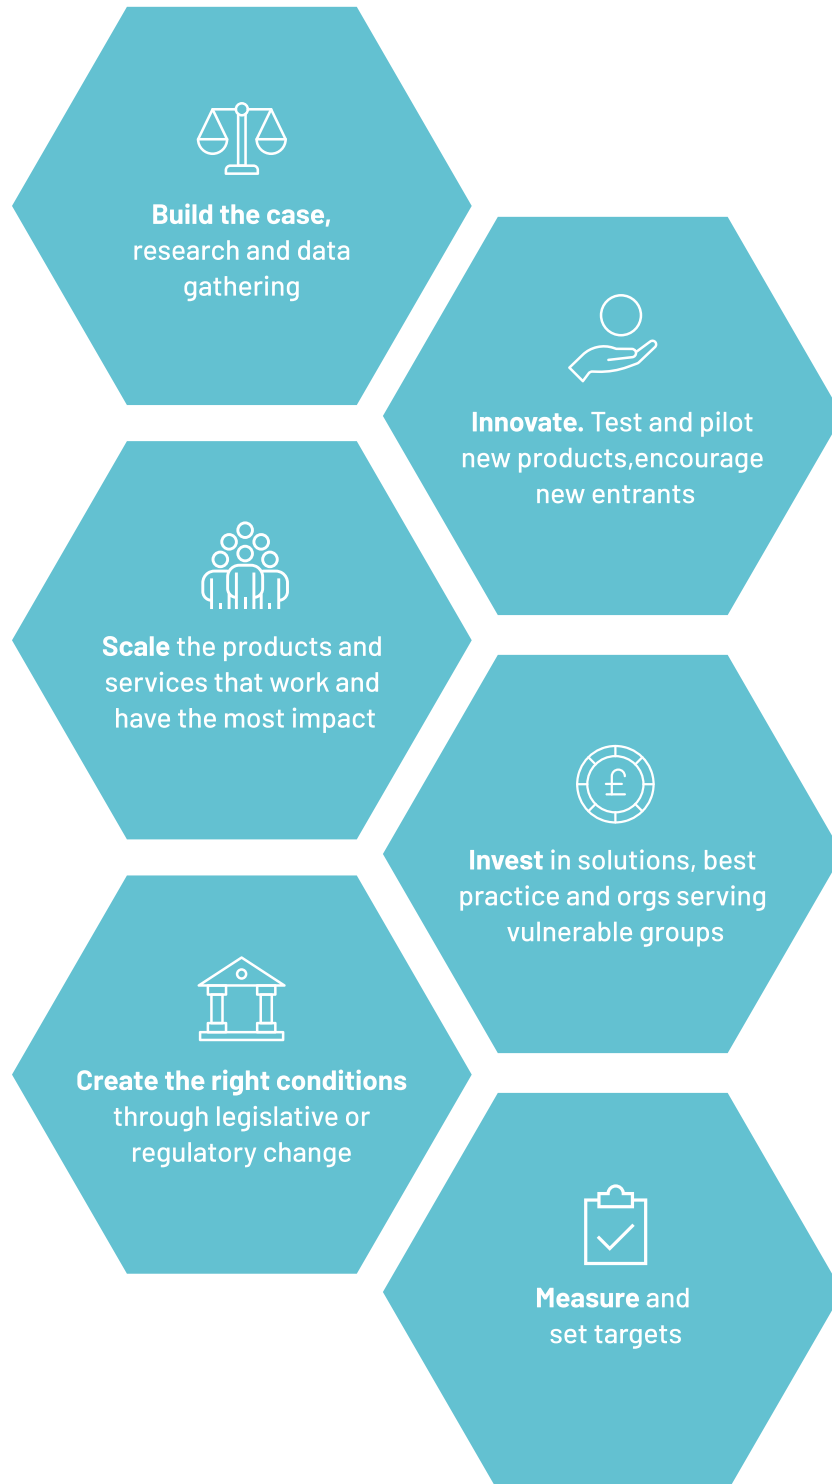 Build the case,
research and data
gathering
Innovate. Test and pilot
new products,encourage
new entrants
Scale the products and
services that work and
have the most impact
£
Invest in solutions, best
practice and orgs serving
vulnerable groups
Create the right conditions
through legislative or
regulatory change
Measure and
set targets